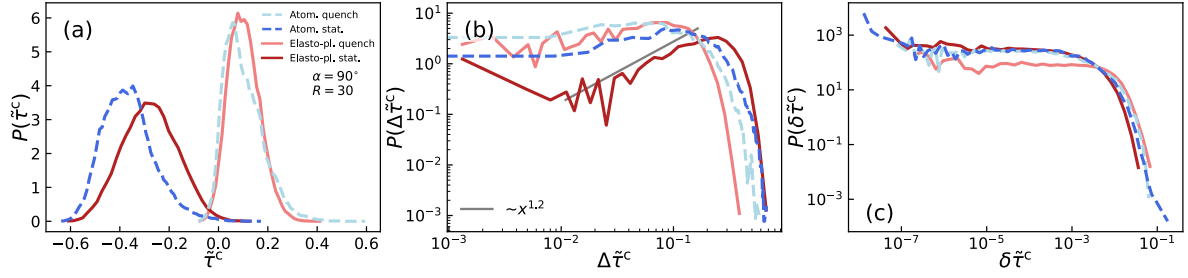 (a)
Atom. quench
Atom. stat.
Elasto-pl. quench
Elasto-pl. stat.
α = 90°
R = 30
P(τ̃ᶜ)
6
5
4
3
2
1
0
−0.6 −0.4 −0.2 0.0 0.2 0.4 0.6
τ̃ᶜ
(b)
P(Δτ̃ᶜ)
10¹
10⁰
10⁻¹
10⁻²
10⁻³
~x¹·²
10⁻³ 10⁻² 10⁻¹ 10⁰
Δτ̃ᶜ
(c)
P(δτ̃ᶜ)
10³
10¹
10⁻¹
10⁻³
10⁻⁷ 10⁻⁵ 10⁻³ 10⁻¹
δτ̃ᶜ